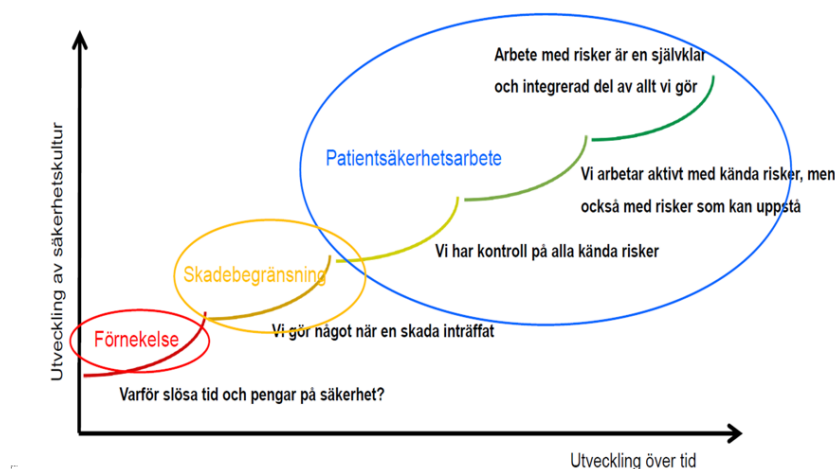 Arbete med risker är en självklar
och integrerad del av allt vi gör
Patientsäkerhetsarbete
Vi arbetar aktivt med kända risker, men
också med risker som kan uppstå
Vi har kontroll på alla kända risker
Skadebegränsning
Vi gör något när en skada inträffat
Förnekelse
Varför slösa tid och pengar på säkerhet?
Utveckling av säkerhetskultur
Utveckling över tid